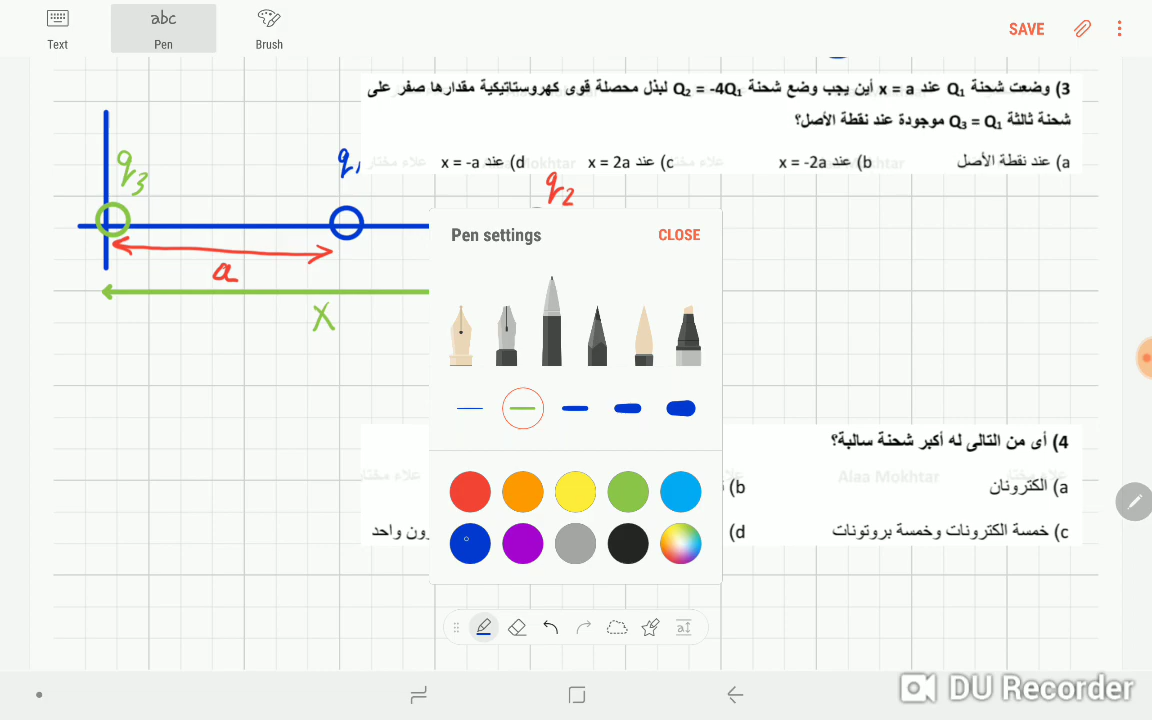 Text
abc
Pen
Brush
SAVE
3) وضعت شحنة Q₁ عند x = a أين يجب وضع شحنة Q₂ = -4Q₁ لبذل محصلة قوى كهروستاتيكية مقدارها صفر على
شحنة ثالثة Q₃ = Q₁ موجودة عند نقطة الأصل؟
a) عند نقطة الأصل b) عند x = -2a c) عند x = 2a d) عند x = -a
q₃
q₁
q₂
a
X
Pen settings
CLOSE
4) أى من التالى له أكبر شحنة سالبة؟
Alaa Mokhtar
a) الكترونان b)
c) خمسة الكترونات وخمسة بروتونات d) واحد
a
DU Recorder